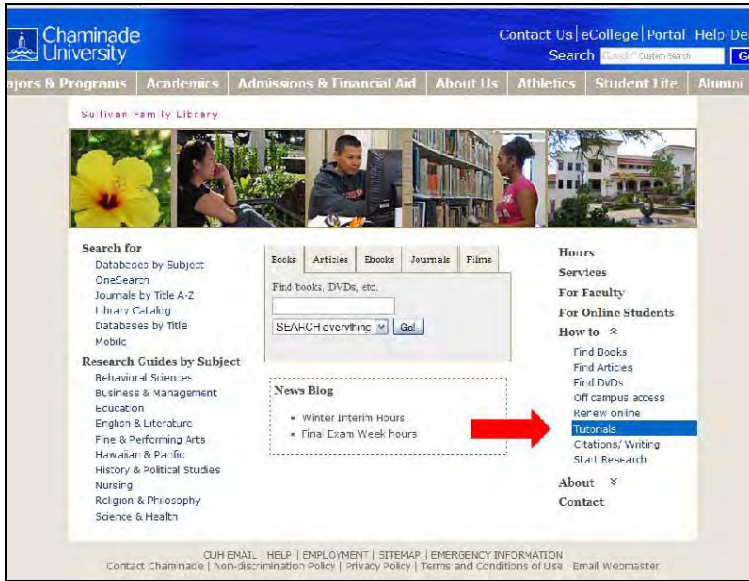 Chaminade
University
Contact Us | eCollege | Portal Help De
Search Google Custom Search Go
ajors & Programs Academics Admissions & Financial Aid About Us Athletics Student Life Alumni
Sullivan Family Library
Search for
Databases by Subject
OneSearch
Journals by Title A-Z
Library Catalog
Databases by Title
Mobile
Research Guides by Subject
Behavioral Sciences
Business & Management
Education
English & Literature
Fine & Performing Arts
Hawaiian & Pacific
History & Political Studies
Nursing
Religion & Philosophy
Science & Health
Books Articles Ebooks Journals Films
Find books, DVDs, etc.
SEARCH everything Go!
News Blog
Winter Interim Hours
Final Exam Week hours
Hours
Services
For Faculty
For Online Students
How to
Find Books
Find Articles
Find DVDs
Off campus access
Renew online
Tutorials
Citations/ Writing
Start Research
About
Contact
CUH EMAIL HELP | EMPLOYMENT | SITEMAP | EMERGENCY INFORMATION
Contact Chaminade | Non-discrimination Policy | Privacy Policy | Terms and Conditions of Use Email Webmaster